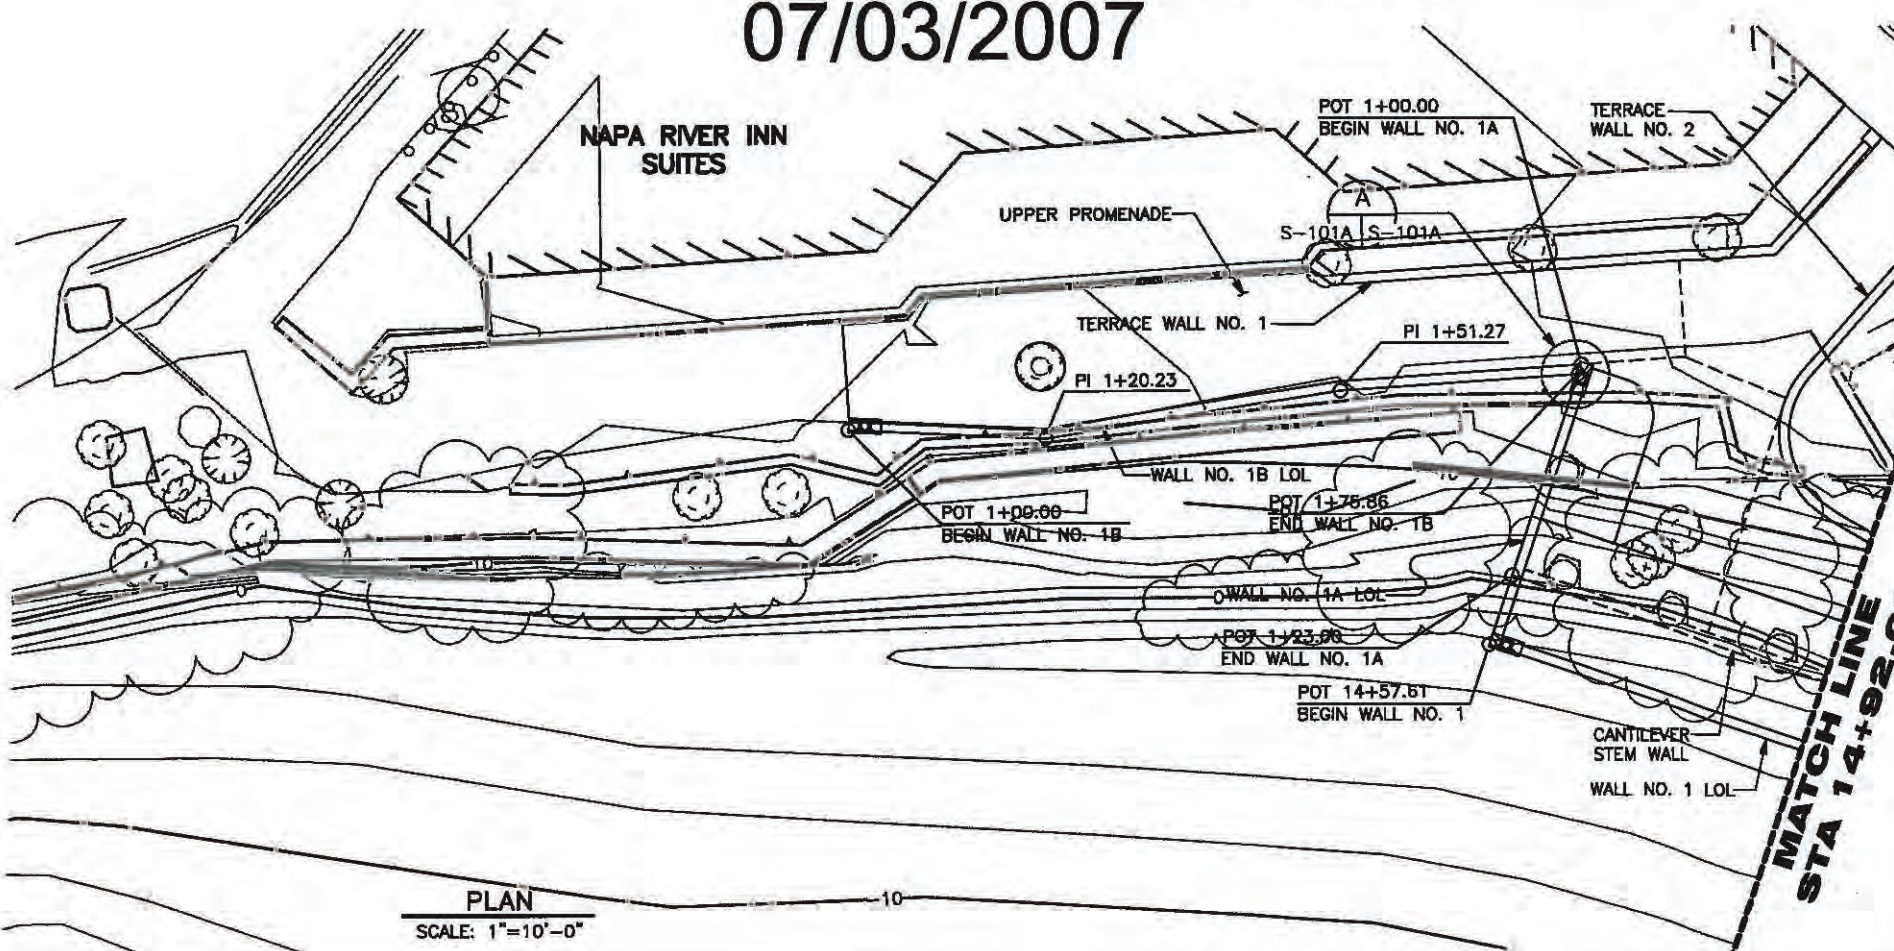 07/03/2007
NAPA RIVER INN
SUITES
POT 1+00.00
BEGIN WALL NO. 1A
TERRACE
WALL NO. 2
A
S-101A S-101A
UPPER PROMENADE
TERRACE WALL NO. 1
PI 1+51.27
PI 1+20.23
WALL NO. 1B LOL
POT 1+00.00
BEGIN WALL NO. 1B
POT 1+76.86
END WALL NO. 1B
WALL NO. 1A LOL
POT 1+23.00
END WALL NO. 1A
POT 14+57.61
BEGIN WALL NO. 1
CANTILEVER
STEM WALL
WALL NO. 1 LOL
MATCH LINE
STA 14+92.
10
PLAN
SCALE: 1"=10'-0"